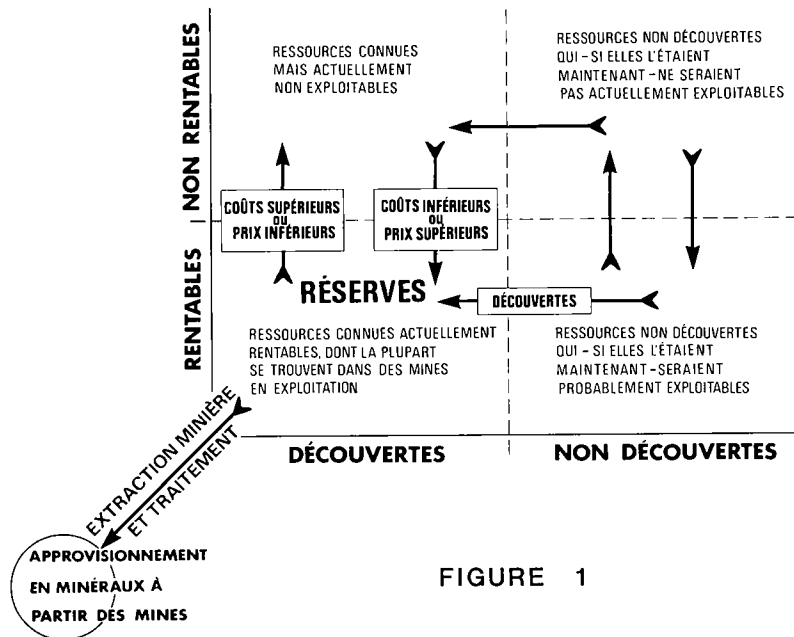 NON RENTABLES
RESSOURCES CONNUES
MAIS ACTUELLEMENT
NON EXPLOITABLES
RESSOURCES NON DÉCOUVERTES
QUI - SI ELLES L'ÉTAIENT
MAINTENANT - NE SERAIENT
PAS ACTUELLEMENT EXPLOITABLES
COÛTS SUPÉRIEURS
OU
PRIX INFÉRIEURS
COÛTS INFÉRIEURS
OU
PRIX SUPÉRIEURS
RENTABLES
RÉSERVES
DÉCOUVERTES
RESSOURCES CONNUES ACTUELLEMENT
RENTABLES, DONT LA PLUPART
SE TROUVENT DANS DES MINES
EN EXPLOITATION
RESSOURCES NON DÉCOUVERTES
QUI - SI ELLES L'ÉTAIENT
MAINTENANT - SERAIENT
PROBABLEMENT EXPLOITABLES
DÉCOUVERTES
NON DÉCOUVERTES
EXTRACTION MINIÈRE
ET TRAITEMENT
APPROVISIONNEMENT
EN MINÉRAUX À
PARTIR DES MINES
FIGURE 1